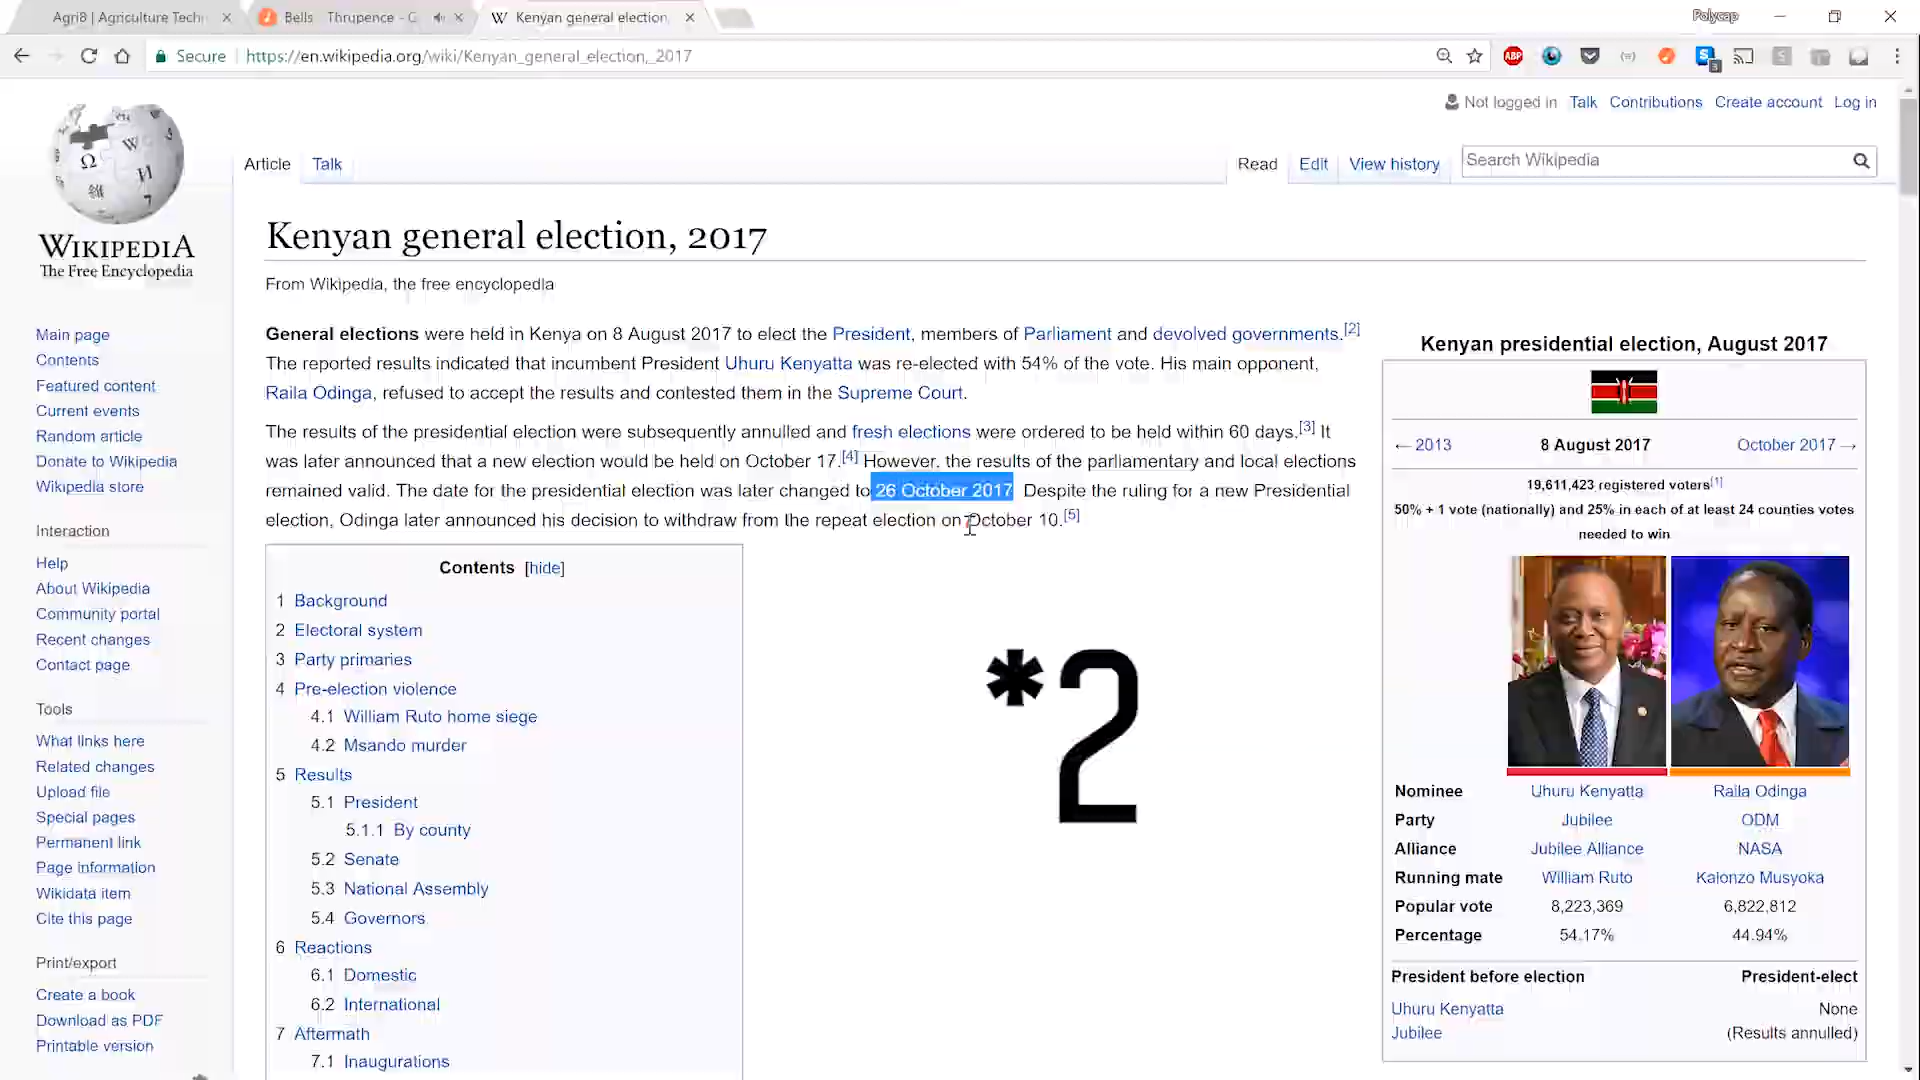 Agri8 | Agriculture Techn
Bells Thrupence - C
Kenyan general election,
Polycap
Secure https://en.wikipedia.org/wiki/Kenyan_general_election,_2017
ABP
Not logged in Talk Contributions Create account Log in
Article Talk Read Edit View history Search Wikipedia
WIKIPEDIA
The Free Encyclopedia
Main page
Contents
Featured content
Current events
Random article
Donate to Wikipedia
Wikipedia store
Interaction
Help
About Wikipedia
Community portal
Recent changes
Contact page
Tools
What links here
Related changes
Upload file
Special pages
Permanent link
Page information
Wikidata item
Cite this page
Print/export
Create a book
Download as PDF
Printable version
Kenyan general election, 2017
From Wikipedia, the free encyclopedia
General elections were held in Kenya on 8 August 2017 to elect the President, members of Parliament and devolved governments.[2]
The reported results indicated that incumbent President Uhuru Kenyatta was re-elected with 54% of the vote. His main opponent,
Raila Odinga, refused to accept the results and contested them in the Supreme Court.
The results of the presidential election were subsequently annulled and fresh elections were ordered to be held within 60 days.[3] It
was later announced that a new election would be held on October 17.[4] However, the results of the parliamentary and local elections
remained valid. The date for the presidential election was later changed to 26 October 2017 Despite the ruling for a new Presidential
election, Odinga later announced his decision to withdraw from the repeat election on October 10.[5]
Contents [hide]
1 Background
2 Electoral system
3 Party primaries
4 Pre-election violence
4.1 William Ruto home siege
4.2 Msando murder
5 Results
5.1 President
5.1.1 By county
5.2 Senate
5.3 National Assembly
5.4 Governors
6 Reactions
6.1 Domestic
6.2 International
7 Aftermath
7.1 Inaugurations
*2
Kenyan presidential election, August 2017
← 2013 8 August 2017 October 2017 →
19,611,423 registered voters[1]
50% + 1 vote (nationally) and 25% in each of at least 24 counties votes
needed to win
Nominee Uhuru Kenyatta Raila Odinga
Party Jubilee ODM
Alliance Jubilee Alliance NASA
Running mate William Ruto Kalonzo Musyoka
Popular vote 8,223,369 6,822,812
Percentage 54.17% 44.94%
President before election President-elect
Uhuru Kenyatta None
Jubilee (Results annulled)